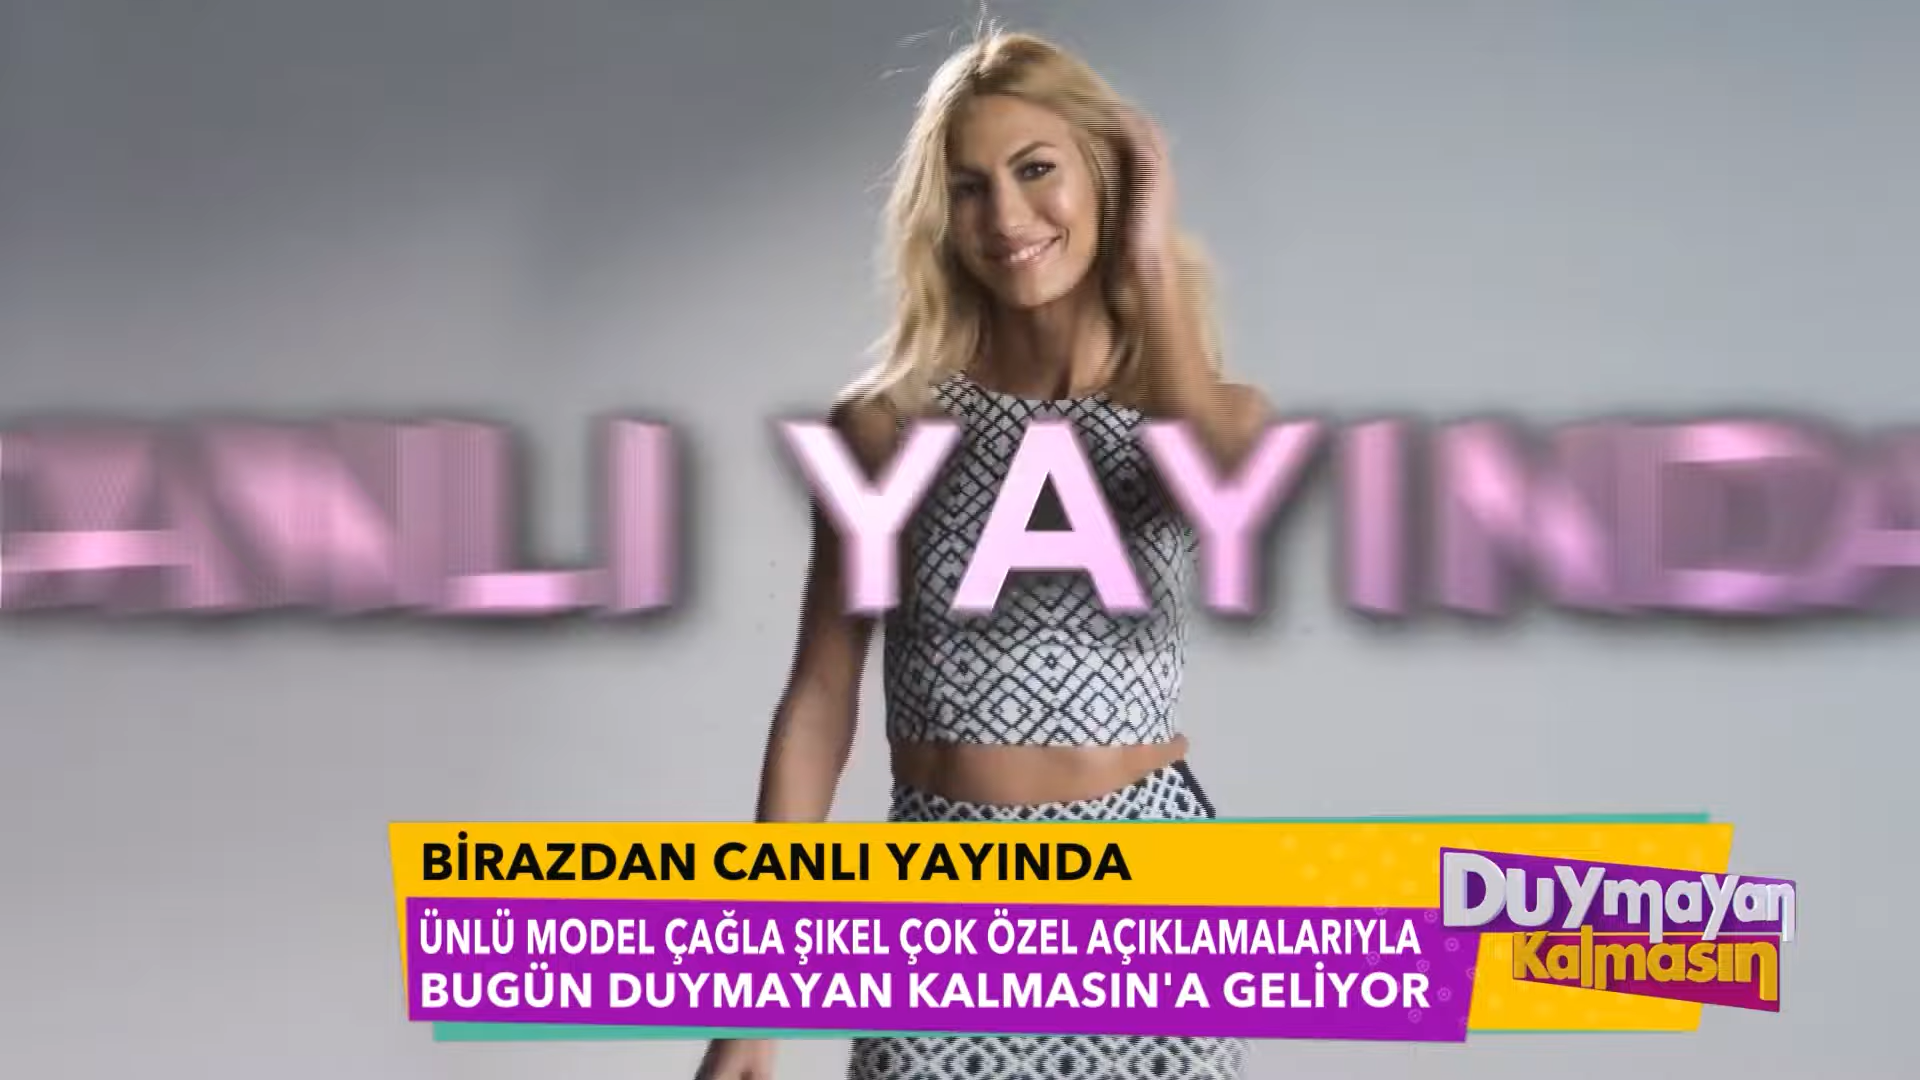 CANLI YAYINDA
BİRAZDAN CANLI YAYINDA
ÜNLÜ MODEL ÇAĞLA ŞIKEL ÇOK ÖZEL AÇIKLAMALARIYLA
BUGÜN DUYMAYAN KALMASIN'A GELİYOR
Duymayan
Kalmasın